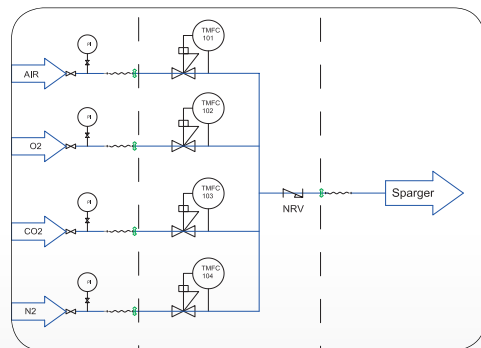 PI
TMFC
101
AIR
PI
TMFC
102
O2
NRV
Sparger
PI
TMFC
103
CO2
PI
TMFC
104
N2